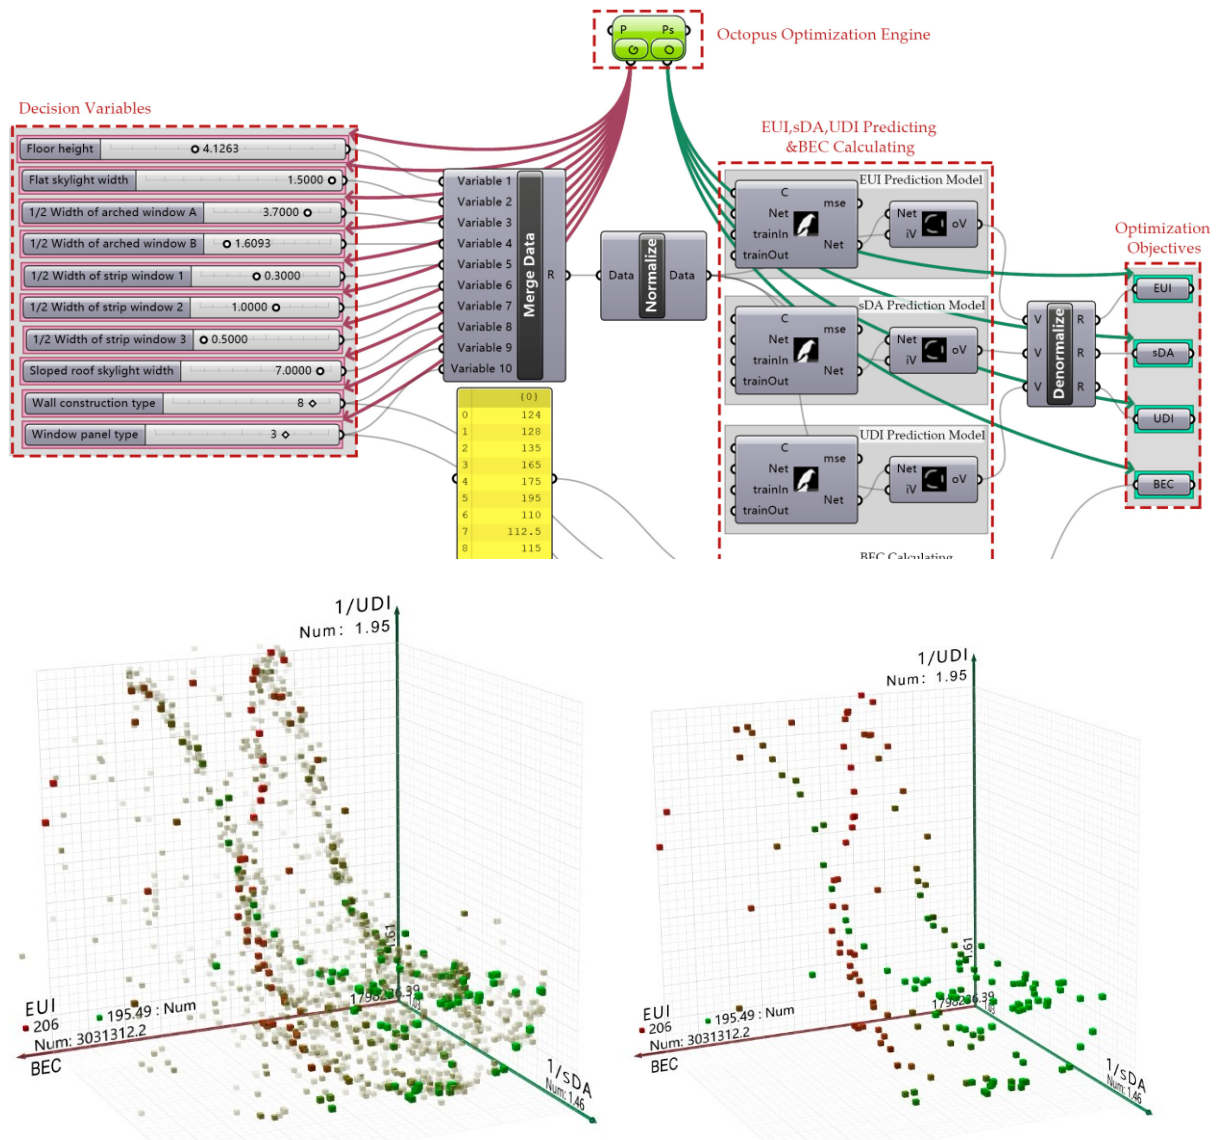 P Ps
Octopus Optimization Engine
Decision Variables
EUI,sDA,UDI Predicting
&BEC Calculating
Optimization
Objectives
Floor height 4.1263
Flat skylight width 1.5000
1/2 Width of arched window A 3.7000
1/2 Width of arched window B 1.6093
1/2 Width of strip window 1 0.3000
1/2 Width of strip window 2 1.0000
1/2 Width of strip window 3 0.5000
Sloped roof skylight width 7.0000
Wall construction type 8
Window panel type 3
Variable 1
Variable 2
Variable 3
Variable 4
Variable 5
Variable 6
Variable 7
Variable 8
Variable 9
Variable 10
Merge Data
R
Data Normalize Data
{0}
0 124
1 128
2 135
3 165
4 175
5 195
6 110
7 112.5
8 115
EUI Prediction Model
C
Net
trainIn
trainOut
mse
Net
Net
iV
oV
sDA Prediction Model
C
Net
trainIn
trainOut
mse
Net
Net
iV
oV
UDI Prediction Model
C
Net
trainIn
trainOut
mse
Net
Net
iV
oV
BEC Calculating
V R
V R
V R
Denormalize
EUI
sDA
UDI
BEC
1/UDI
Num: 1.95
1.61
1798236.39
EUI
206
195.49 : Num
Num: 3031312.2
BEC
1/sDA
Num: 1.46
1/UDI
Num: 1.95
1.61
1798236.39
EUI
206
195.49 : Num
Num: 3031312.2
BEC
1/sDA
Num: 1.46